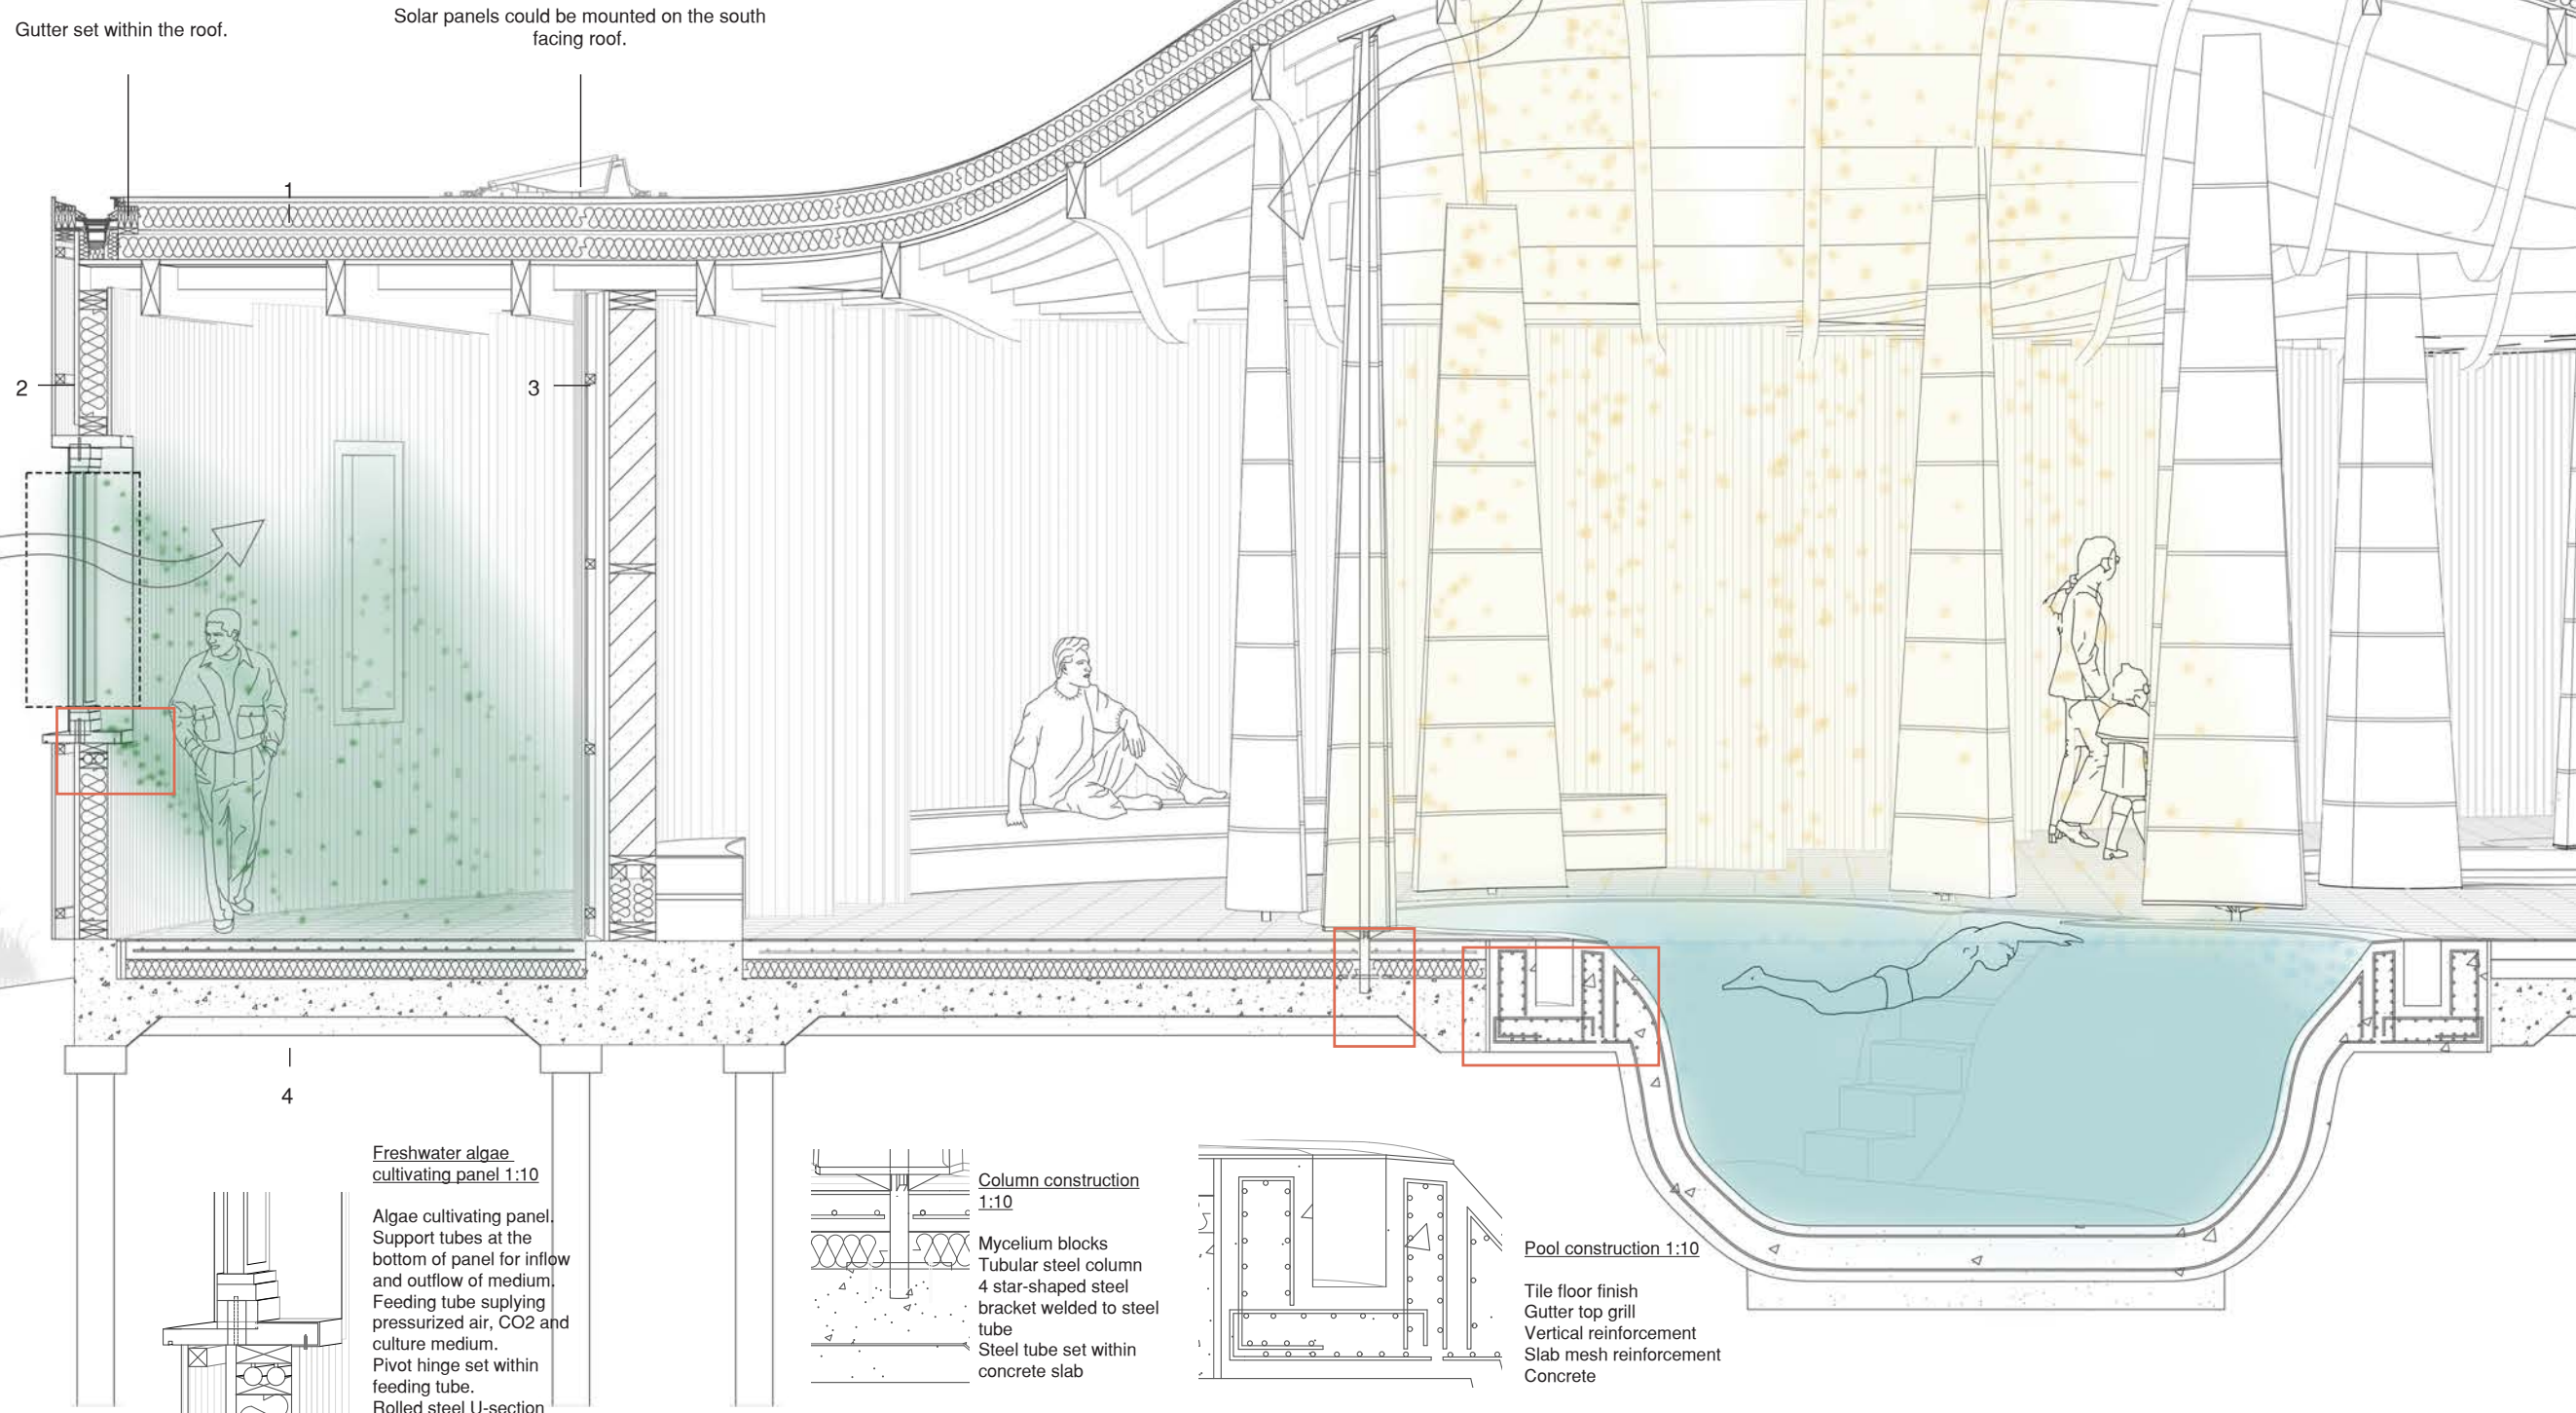 Gutter set within the roof.
Solar panels could be mounted on the south
facing roof.
1
2
3
4
Freshwater algae
cultivating panel 1:10
Algae cultivating panel.
Support tubes at the
bottom of panel for inflow
and outflow of medium.
Feeding tube suplying
pressurized air, CO2 and
culture medium.
Pivot hinge set within
feeding tube.
Rolled steel U-section
Column construction
1:10
Mycelium blocks
Tubular steel column
4 star-shaped steel
bracket welded to steel
tube
Steel tube set within
concrete slab
Pool construction 1:10
Tile floor finish
Gutter top grill
Vertical reinforcement
Slab mesh reinforcement
Concrete